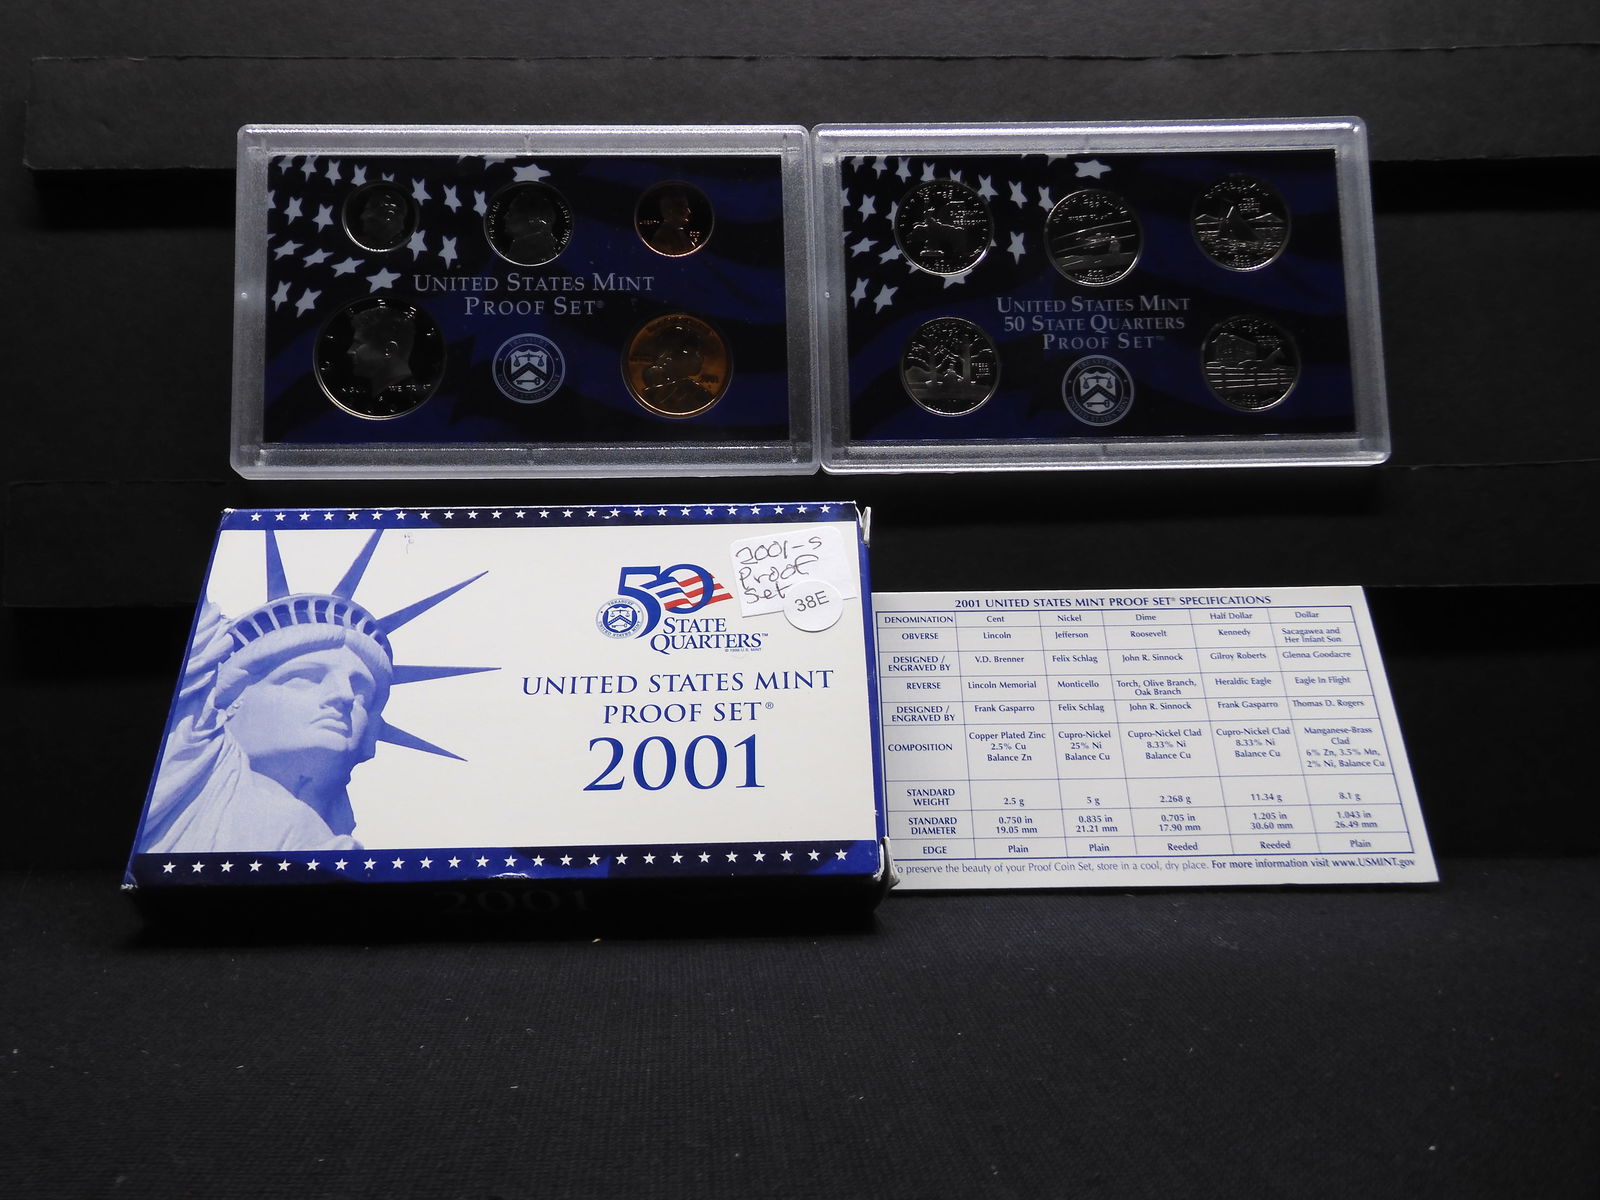 UNITED STATES MINT
PROOF SET®
UNITED STATES MINT
50 STATE QUARTERS
PROOF SET™
50
STATE
QUARTERS™
© 1998 U.S. MINT
2001-S
Proof
Set
38E
UNITED STATES MINT
PROOF SET®
2001
2001
2001 UNITED STATES MINT PROOF SET® SPECIFICATIONS
DENOMINATION Cent Nickel Dime Half Dollar Dollar
OBVERSE Lincoln Jefferson Roosevelt Kennedy Sacagawea and Her Infant Son
DESIGNED / ENGRAVED BY V.D. Brenner Felix Schlag John R. Sinnock Gilroy Roberts Glenna Goodacre
REVERSE Lincoln Memorial Monticello Torch, Olive Branch, Oak Branch Heraldic Eagle Eagle In Flight
DESIGNED / ENGRAVED BY Frank Gasparro Felix Schlag John R. Sinnock Frank Gasparro Thomas D. Rogers
COMPOSITION Copper Plated Zinc 2.5% Cu Balance Zn Cupro-Nickel 25% Ni Balance Cu Cupro-Nickel Clad 8.33% Ni Balance Cu Cupro-Nickel Clad 8.33% Ni Balance Cu Manganese-Brass Clad 6% Zn, 3.5% Mn, 2% Ni, Balance Cu
STANDARD WEIGHT 2.5 g 5 g 2.268 g 11.34 g 8.1 g
STANDARD DIAMETER 0.750 in 19.05 mm 0.835 in 21.21 mm 0.705 in 17.90 mm 1.205 in 30.60 mm 1.043 in 26.49 mm
EDGE Plain Plain Reeded Reeded Plain
o preserve the beauty of your Proof Coin Set, store in a cool, dry place. For more information visit www.USMINT.gov